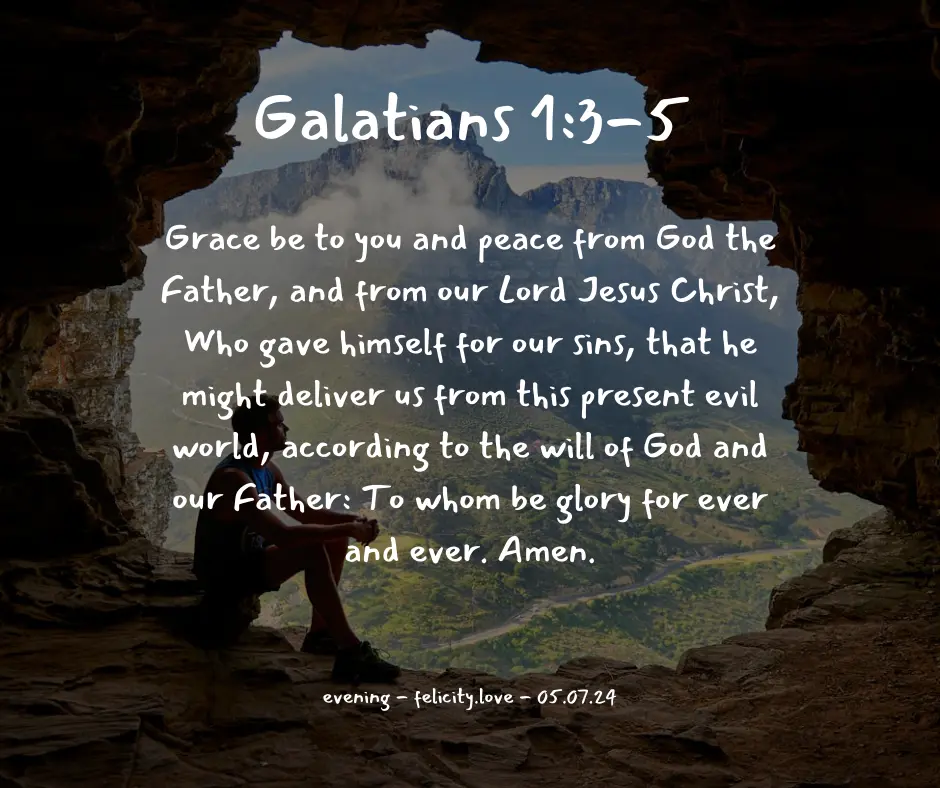 Galatians 1:3-5
Grace be to you and peace from God the
Father, and from our Lord Jesus Christ,
Who gave himself for our sins, that he
might deliver us from this present evil
world, according to the will of God and
our Father: To whom be glory for ever
and ever. Amen.
evening - felicity.love - 05.07.24